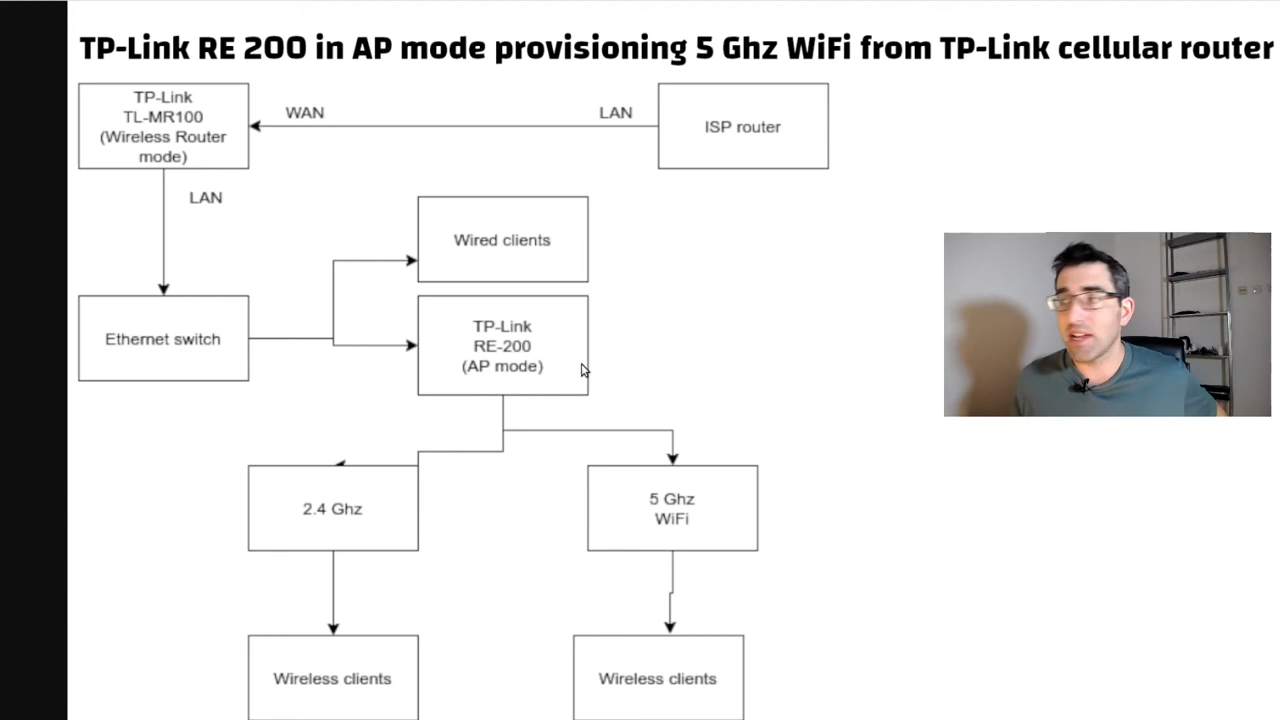 TP-Link RE 200 in AP mode provisioning 5 Ghz WiFi from TP-Link cellular router
TP-Link
TL-MR100
(Wireless Router
mode)
WAN
LAN
ISP router
LAN
Wired clients
Ethernet switch
TP-Link
RE-200
(AP mode)
2.4 Ghz
5 Ghz
WiFi
Wireless clients
Wireless clients